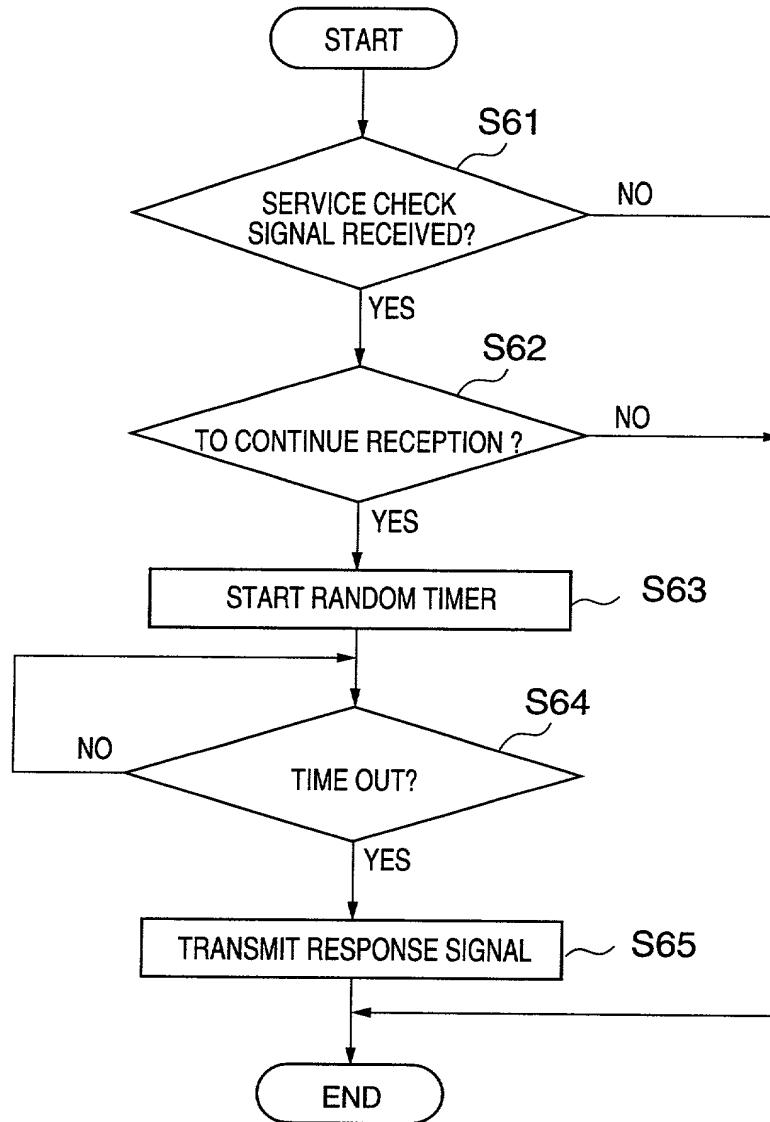 START
S61
SERVICE CHECK
SIGNAL RECEIVED?
NO
YES
S62
TO CONTINUE RECEPTION ?
NO
YES
START RANDOM TIMER
S63
S64
NO
TIME OUT?
YES
TRANSMIT RESPONSE SIGNAL
S65
END